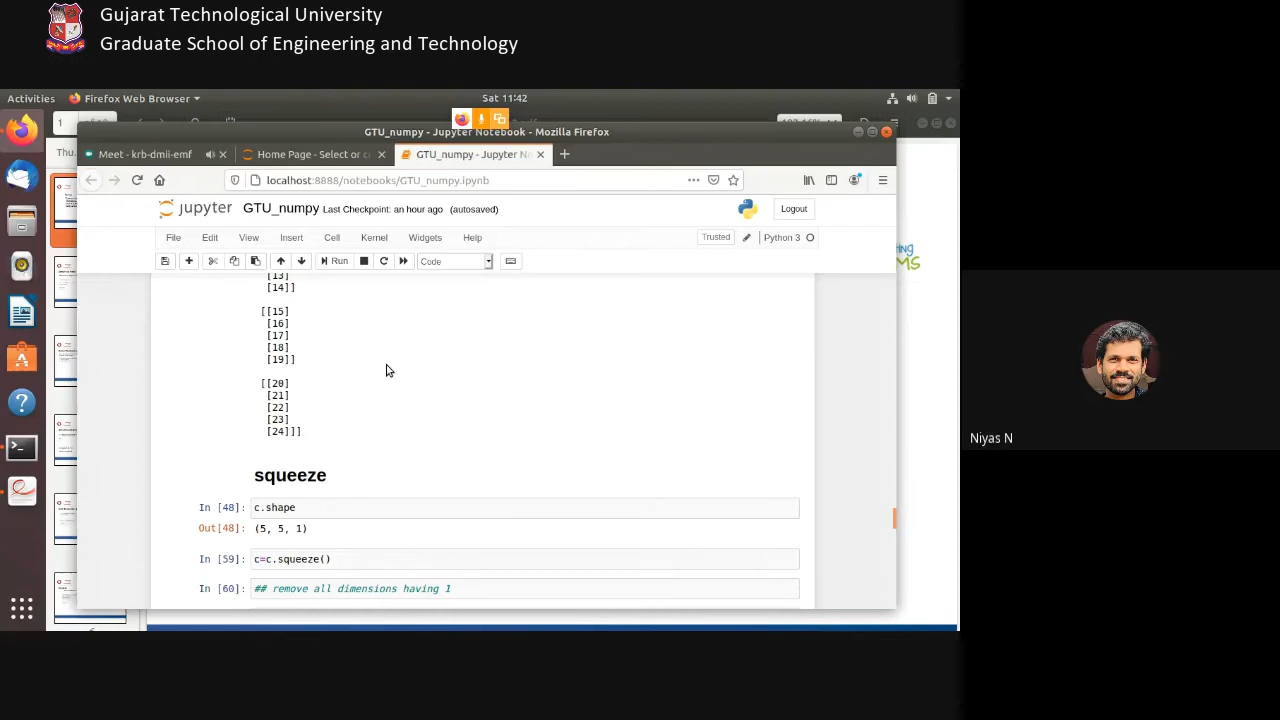 Gujarat Technological University
Graduate School of Engineering and Technology
Activities
Firefox Web Browser
Sat 11:42
1
GTU_numpy - Jupyter Notebook - Mozilla Firefox
Thu.
Meet - krb-dmii-emf
Home Page - Select or c
GTU_numpy - Jupyter No
localhost:8888/notebooks/GTU_numpy.ipynb
jupyter GTU_numpy Last Checkpoint: an hour ago (autosaved)
Logout
File Edit View Insert Cell Kernel Widgets Help
Trusted
Python 3
Run
Code
[13]
[14]]
[[15]
[16]
[17]
[18]
[19]]
[[20]
[21]
[22]
[23]
[24]]]
squeeze
In [48]: c.shape
Out[48]: (5, 5, 1)
In [59]: c=c.squeeze()
In [60]: ## remove all dimensions having 1
Niyas N